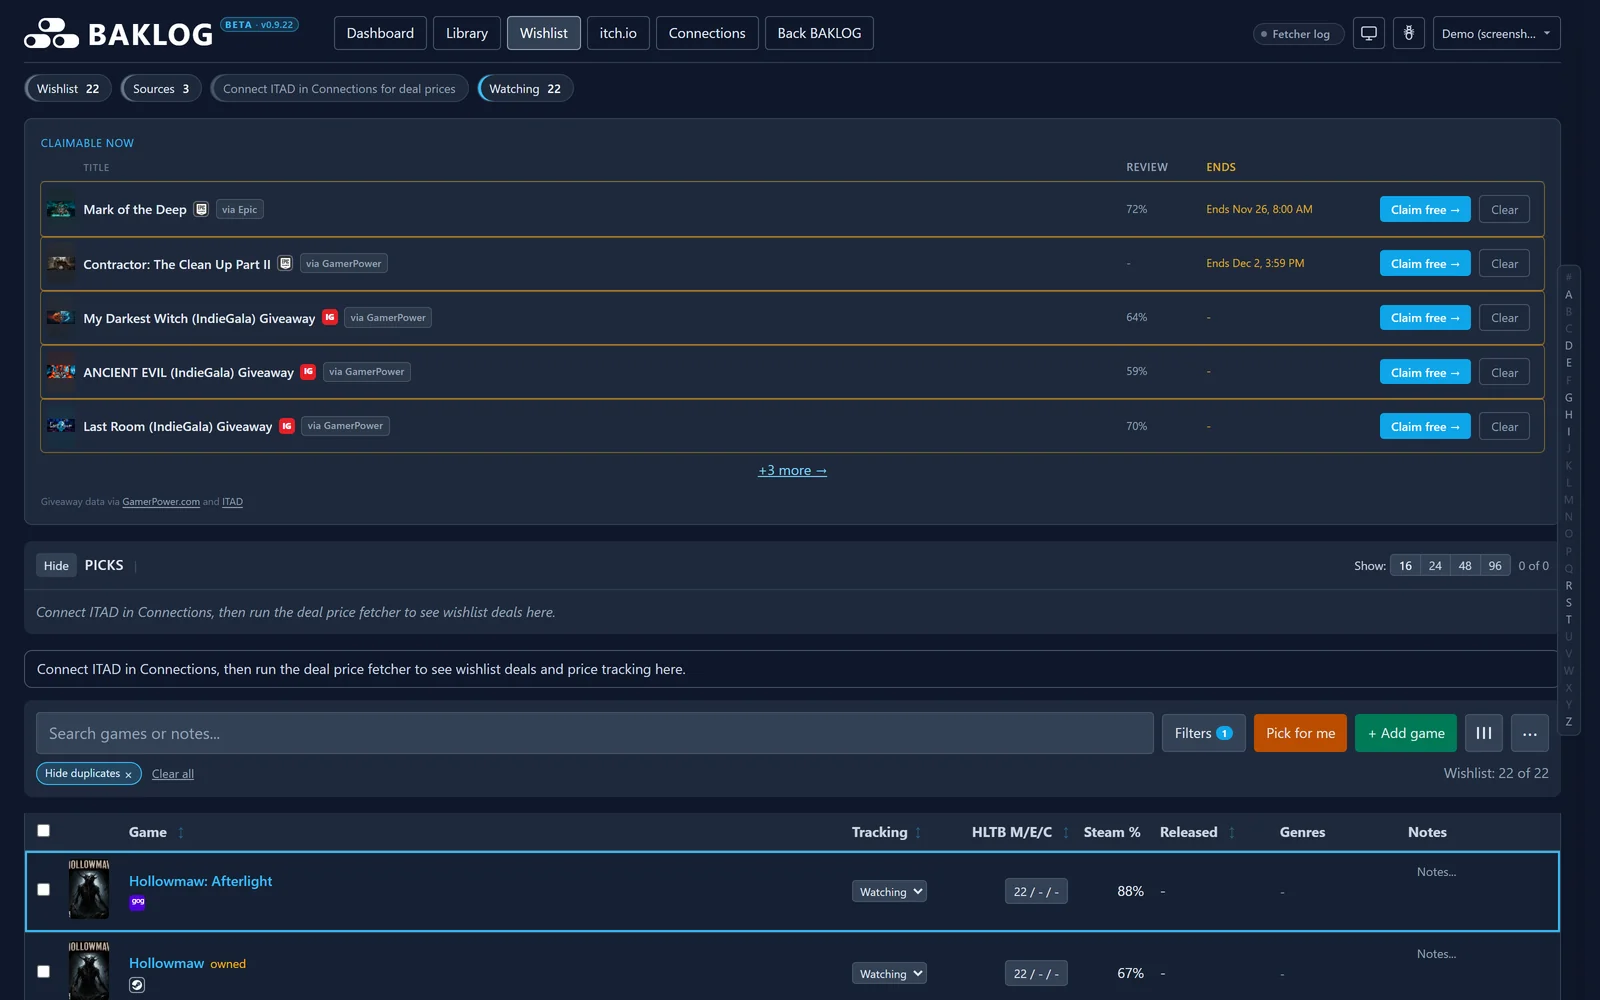 BAKLOG
BETA · v0.9.22
Dashboard
Library
Wishlist
itch.io
Connections
Back BAKLOG
Fetcher log
Demo (screensh...
Wishlist 22
Sources 3
Connect ITAD in Connections for deal prices
Watching 22
CLAIMABLE NOW
TITLE
REVIEW
ENDS
Mark of the Deep
via Epic
72%
Ends Nov 26, 8:00 AM
Claim free →
Clear
Contractor: The Clean Up Part II
via GamerPower
-
Ends Dec 2, 3:59 PM
Claim free →
Clear
My Darkest Witch (IndieGala) Giveaway
IG
via GamerPower
64%
-
Claim free →
Clear
ANCIENT EVIL (IndieGala) Giveaway
IG
via GamerPower
59%
-
Claim free →
Clear
Last Room (IndieGala) Giveaway
IG
via GamerPower
70%
-
Claim free →
Clear
+3 more →
Giveaway data via GamerPower.com and ITAD
Hide
PICKS
Show:
16
24
48
96
0 of 0
Connect ITAD in Connections, then run the deal price fetcher to see wishlist deals here.
Connect ITAD in Connections, then run the deal price fetcher to see wishlist deals and price tracking here.
Search games or notes...
Filters 1
Pick for me
+ Add game
...
Hide duplicates ×
Clear all
Wishlist: 22 of 22
Game
Tracking
HLTB M/E/C
Steam %
Released
Genres
Notes
HOLLOWMAW
Hollowmaw: Afterlight
gog
Watching
22 / - / -
88%
-
-
Notes...
HOLLOWMAW
Hollowmaw
owned
Watching
22 / - / -
67%
-
-
Notes...
#
A
B
C
D
E
F
G
H
I
J
K
L
M
N
O
P
Q
R
S
T
U
V
W
X
Y
Z